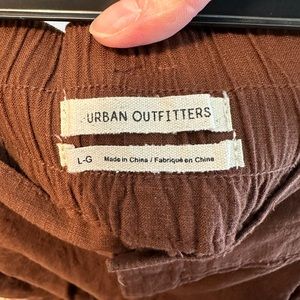 URBAN OUTFITTERS
L-G Made in China / Fabriqué en Chine